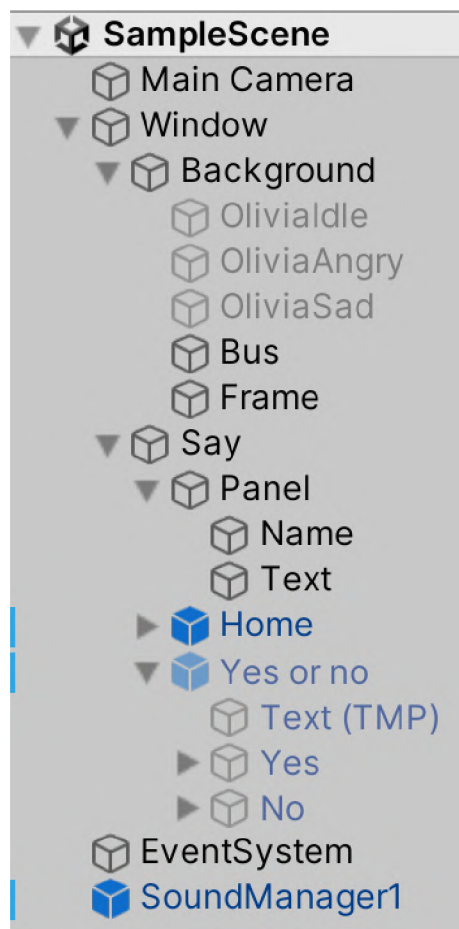 SampleScene
Main Camera
Window
Background
OliviaIdle
OliviaAngry
OliviaSad
Bus
Frame
Say
Panel
Name
Text
Home
Yes or no
Text (TMP)
Yes
No
EventSystem
SoundManager1